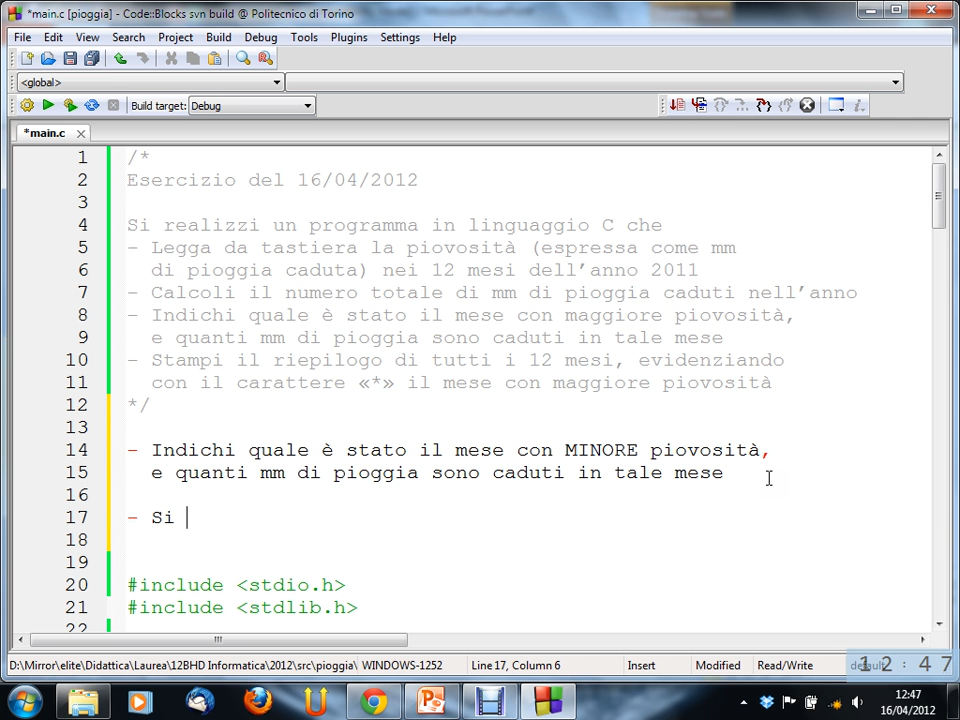 *main.c [pioggia] - Code::Blocks svn build @ Politecnico di Torino
File Edit View Search Project Build Debug Tools Plugins Settings Help
<global>
Build target: Debug
*main.c
1 /*
2 Esercizio del 16/04/2012
3
4 Si realizzi un programma in linguaggio C che
5 - Legga da tastiera la piovosità (espressa come mm
6 di pioggia caduta) nei 12 mesi dell’anno 2011
7 - Calcoli il numero totale di mm di pioggia caduti nell’anno
8 - Indichi quale è stato il mese con maggiore piovosità,
9 e quanti mm di pioggia sono caduti in tale mese
10 - Stampi il riepilogo di tutti i 12 mesi, evidenziando
11 con il carattere «*» il mese con maggiore piovosità
12 */
13
14 - Indichi quale è stato il mese con MINORE piovosità,
15 e quanti mm di pioggia sono caduti in tale mese
16
17 - Si
18
19
20 #include <stdio.h>
21 #include <stdlib.h>
22
D:\Mirror\elite\Didattica\Laurea\12BHD Informatica\2012\src\pioggia\ WINDOWS-1252 Line 17, Column 6 Insert Modified Read/Write default
12:47
12:47
16/04/2012